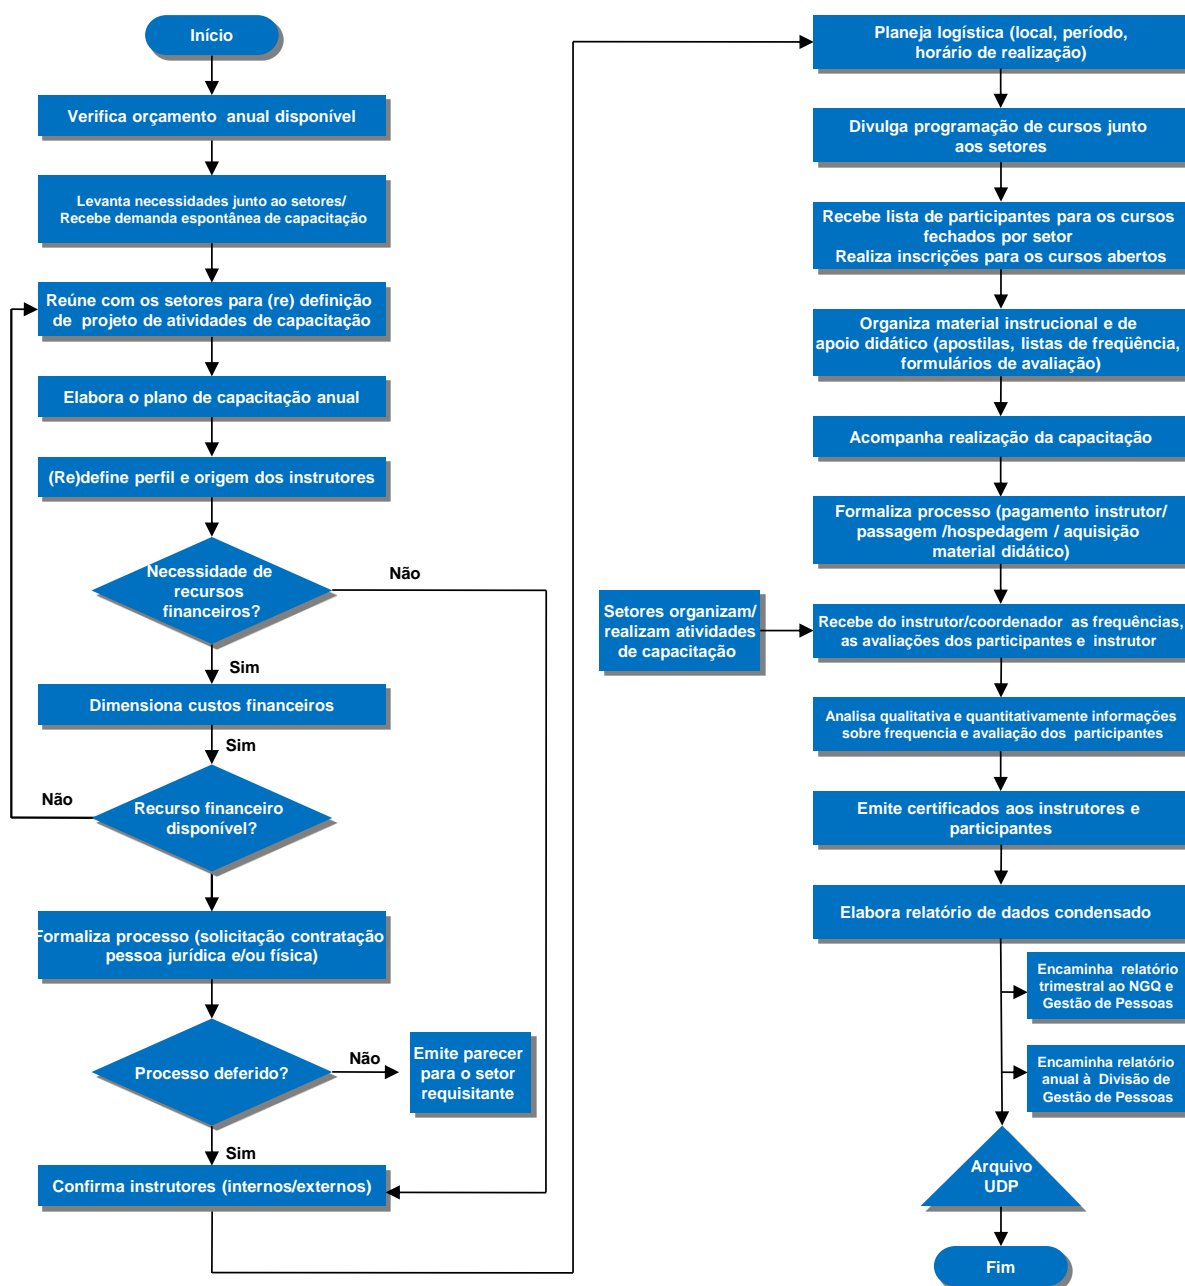 Início
Verifica orçamento anual disponível
Levanta necessidades junto ao setores/
Recebe demanda espontânea de capacitação
Reúne com os setores para (re) definição
de projeto de atividades de capacitação
Elabora o plano de capacitação anual
(Re)define perfil e origem dos instrutores
Necessidade de
recursos
financeiros?
Não
Sim
Dimensiona custos financeiros
Sim
Recurso financeiro
disponível?
Não
Formaliza processo (solicitação contratação
pessoa jurídica e/ou física)
Processo deferido?
Não
Emite parecer
para o setor
requisitante
Sim
Confirma instrutores (internos/externos)
Planeja logística (local, período,
horário de realização)
Divulga programação de cursos junto
aos setores
Recebe lista de participantes para os cursos
fechados por setor
Realiza inscrições para os cursos abertos
Organiza material instrucional e de
apoio didático (apostilas, listas de freqüência,
formulários de avaliação)
Acompanha realização da capacitação
Formaliza processo (pagamento instrutor/
passagem /hospedagem / aquisição
material didático)
Setores organizam/
realizam atividades
de capacitação
Recebe do instrutor/coordenador as frequências,
as avaliações dos participantes e instrutor
Analisa qualitativa e quantitativamente informações
sobre frequencia e avaliação dos participantes
Emite certificados aos instrutores e
participantes
Elabora relatório de dados condensado
Encaminha relatório
trimestral ao NGQ e
Gestão de Pessoas
Encaminha relatório
anual à Divisão de
Gestão de Pessoas
Arquivo
UDP
Fim